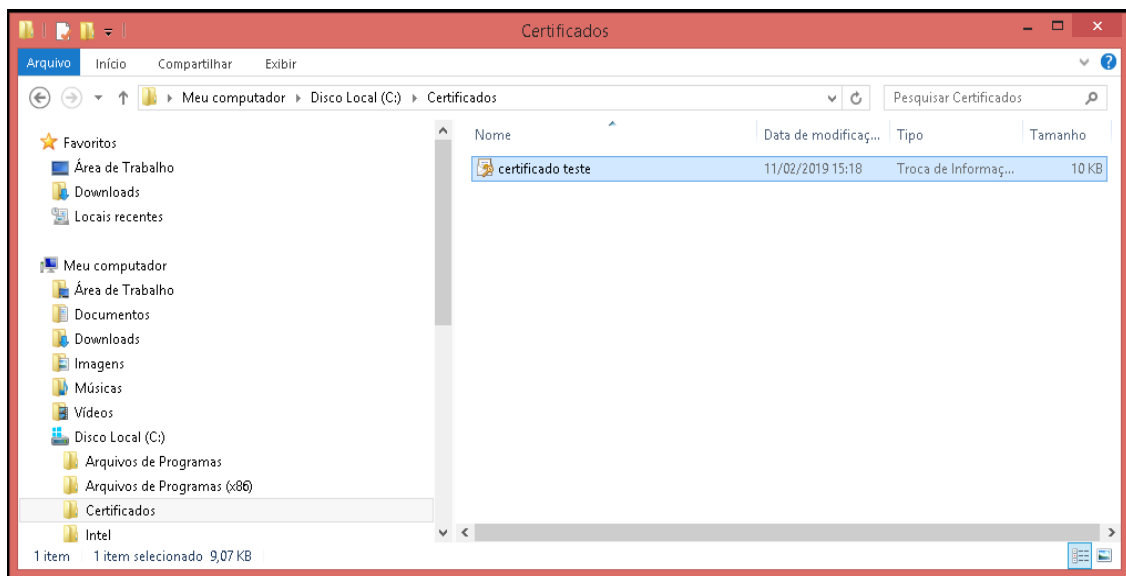 Certificados
Arquivo Início Compartilhar Exibir
Meu computador Disco Local (C:) Certificados Pesquisar Certificados
Favoritos
Área de Trabalho
Downloads
Locais recentes
Meu computador
Área de Trabalho
Documentos
Downloads
Imagens
Músicas
Vídeos
Disco Local (C:)
Arquivos de Programas
Arquivos de Programas (x86)
Certificados
Intel
Nome Data de modificaç... Tipo Tamanho
certificado teste 11/02/2019 15:18 Troca de Informaç... 10 KB
1 item 1 item selecionado 9,07 KB